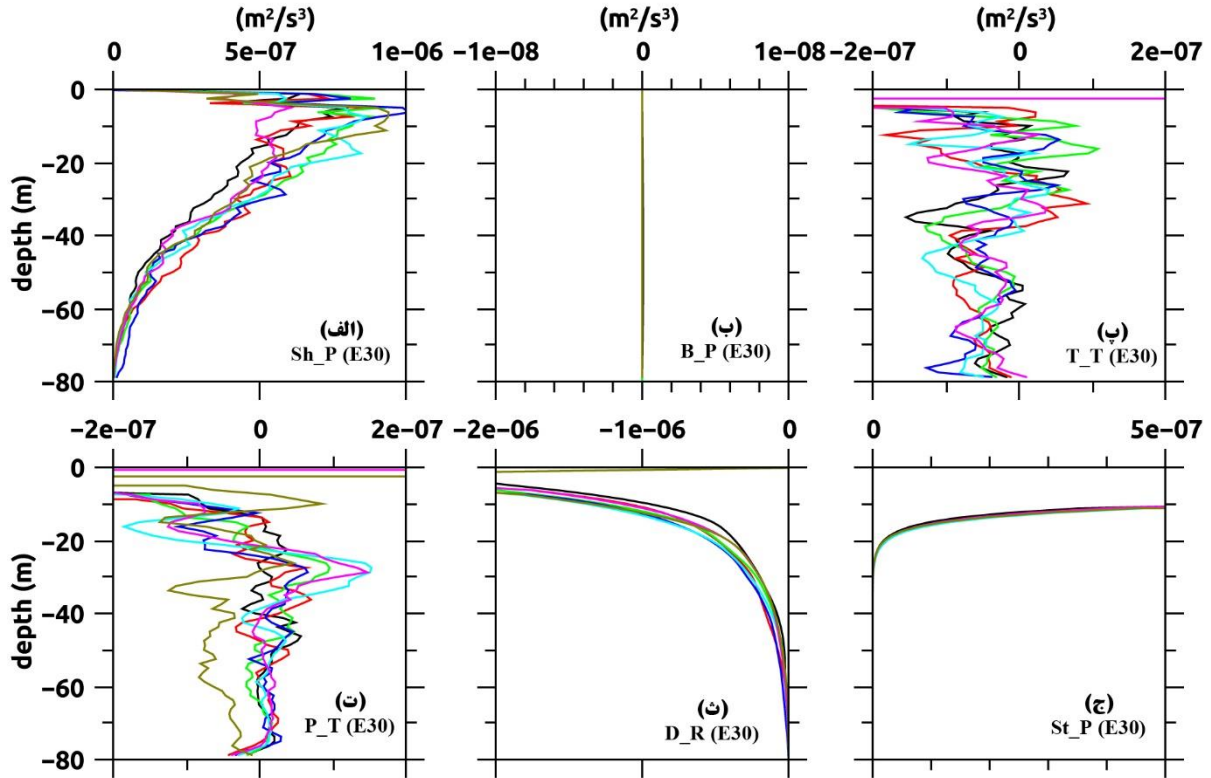 (m²/s³) (m²/s³) (m²/s³)
0 5e−07 1e−06 −1e−08 0 1e−08 −2e−07 0 2e−07
0
−20
−40
−60
−80
depth (m)
(الف)
Sh_P (E30)
(ب)
B_P (E30)
(پ)
T_T (E30)
−2e−07 0 2e−07 −2e−06 −1e−06 0 0 5e−07
0
−20
−40
−60
−80
depth (m)
(ت)
P_T (E30)
(ث)
D_R (E30)
(ج)
St_P (E30)